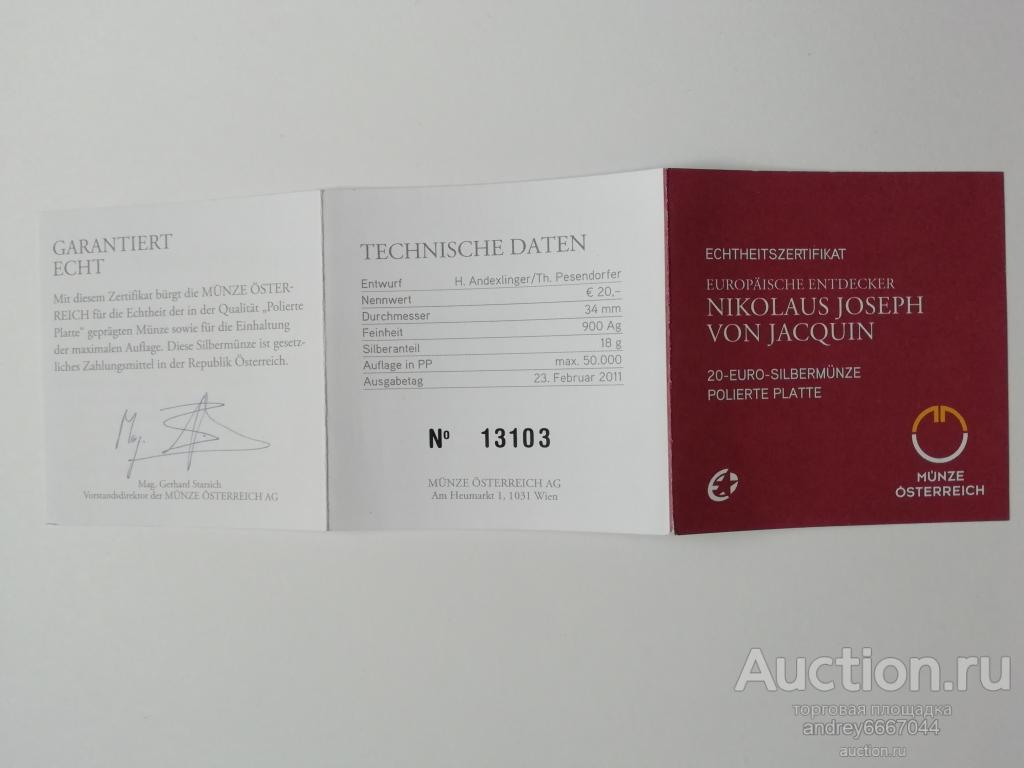 GARANTIERT
ECHT
Mit diesem Zertifikat bürgt die MÜNZE ÖSTER-
REICH für die Echtheit der in der Qualität „Polierte
Platte“ geprägten Münze sowie für die Einhaltung
der maximalen Auflage. Diese Silbermünze ist gesetz-
liches Zahlungsmittel in der Republik Österreich.
Mag.
Mag. Gerhard Starsich
Vorstandsdirektor der MÜNZE ÖSTERREICH AG
TECHNISCHE DATEN
Entwurf H. Andexlinger/Th. Pesendorfer
Nennwert € 20,–
Durchmesser 34 mm
Feinheit 900 Ag
Silberanteil 18 g
Auflage in PP max. 50.000
Ausgabetag 23. Februar 2011
Nº 13103
MÜNZE ÖSTERREICH AG
Am Heumarkt 1, 1031 Wien
ECHTHEITSZERTIFIKAT
EUROPÄISCHE ENTDECKER
NIKOLAUS JOSEPH
VON JACQUIN
20-EURO-SILBERMÜNZE
POLIERTE PLATTE
MÜNZE
ÖSTERREICH
Auction.ru
торговая площадка
andrey6667044
auction.ru